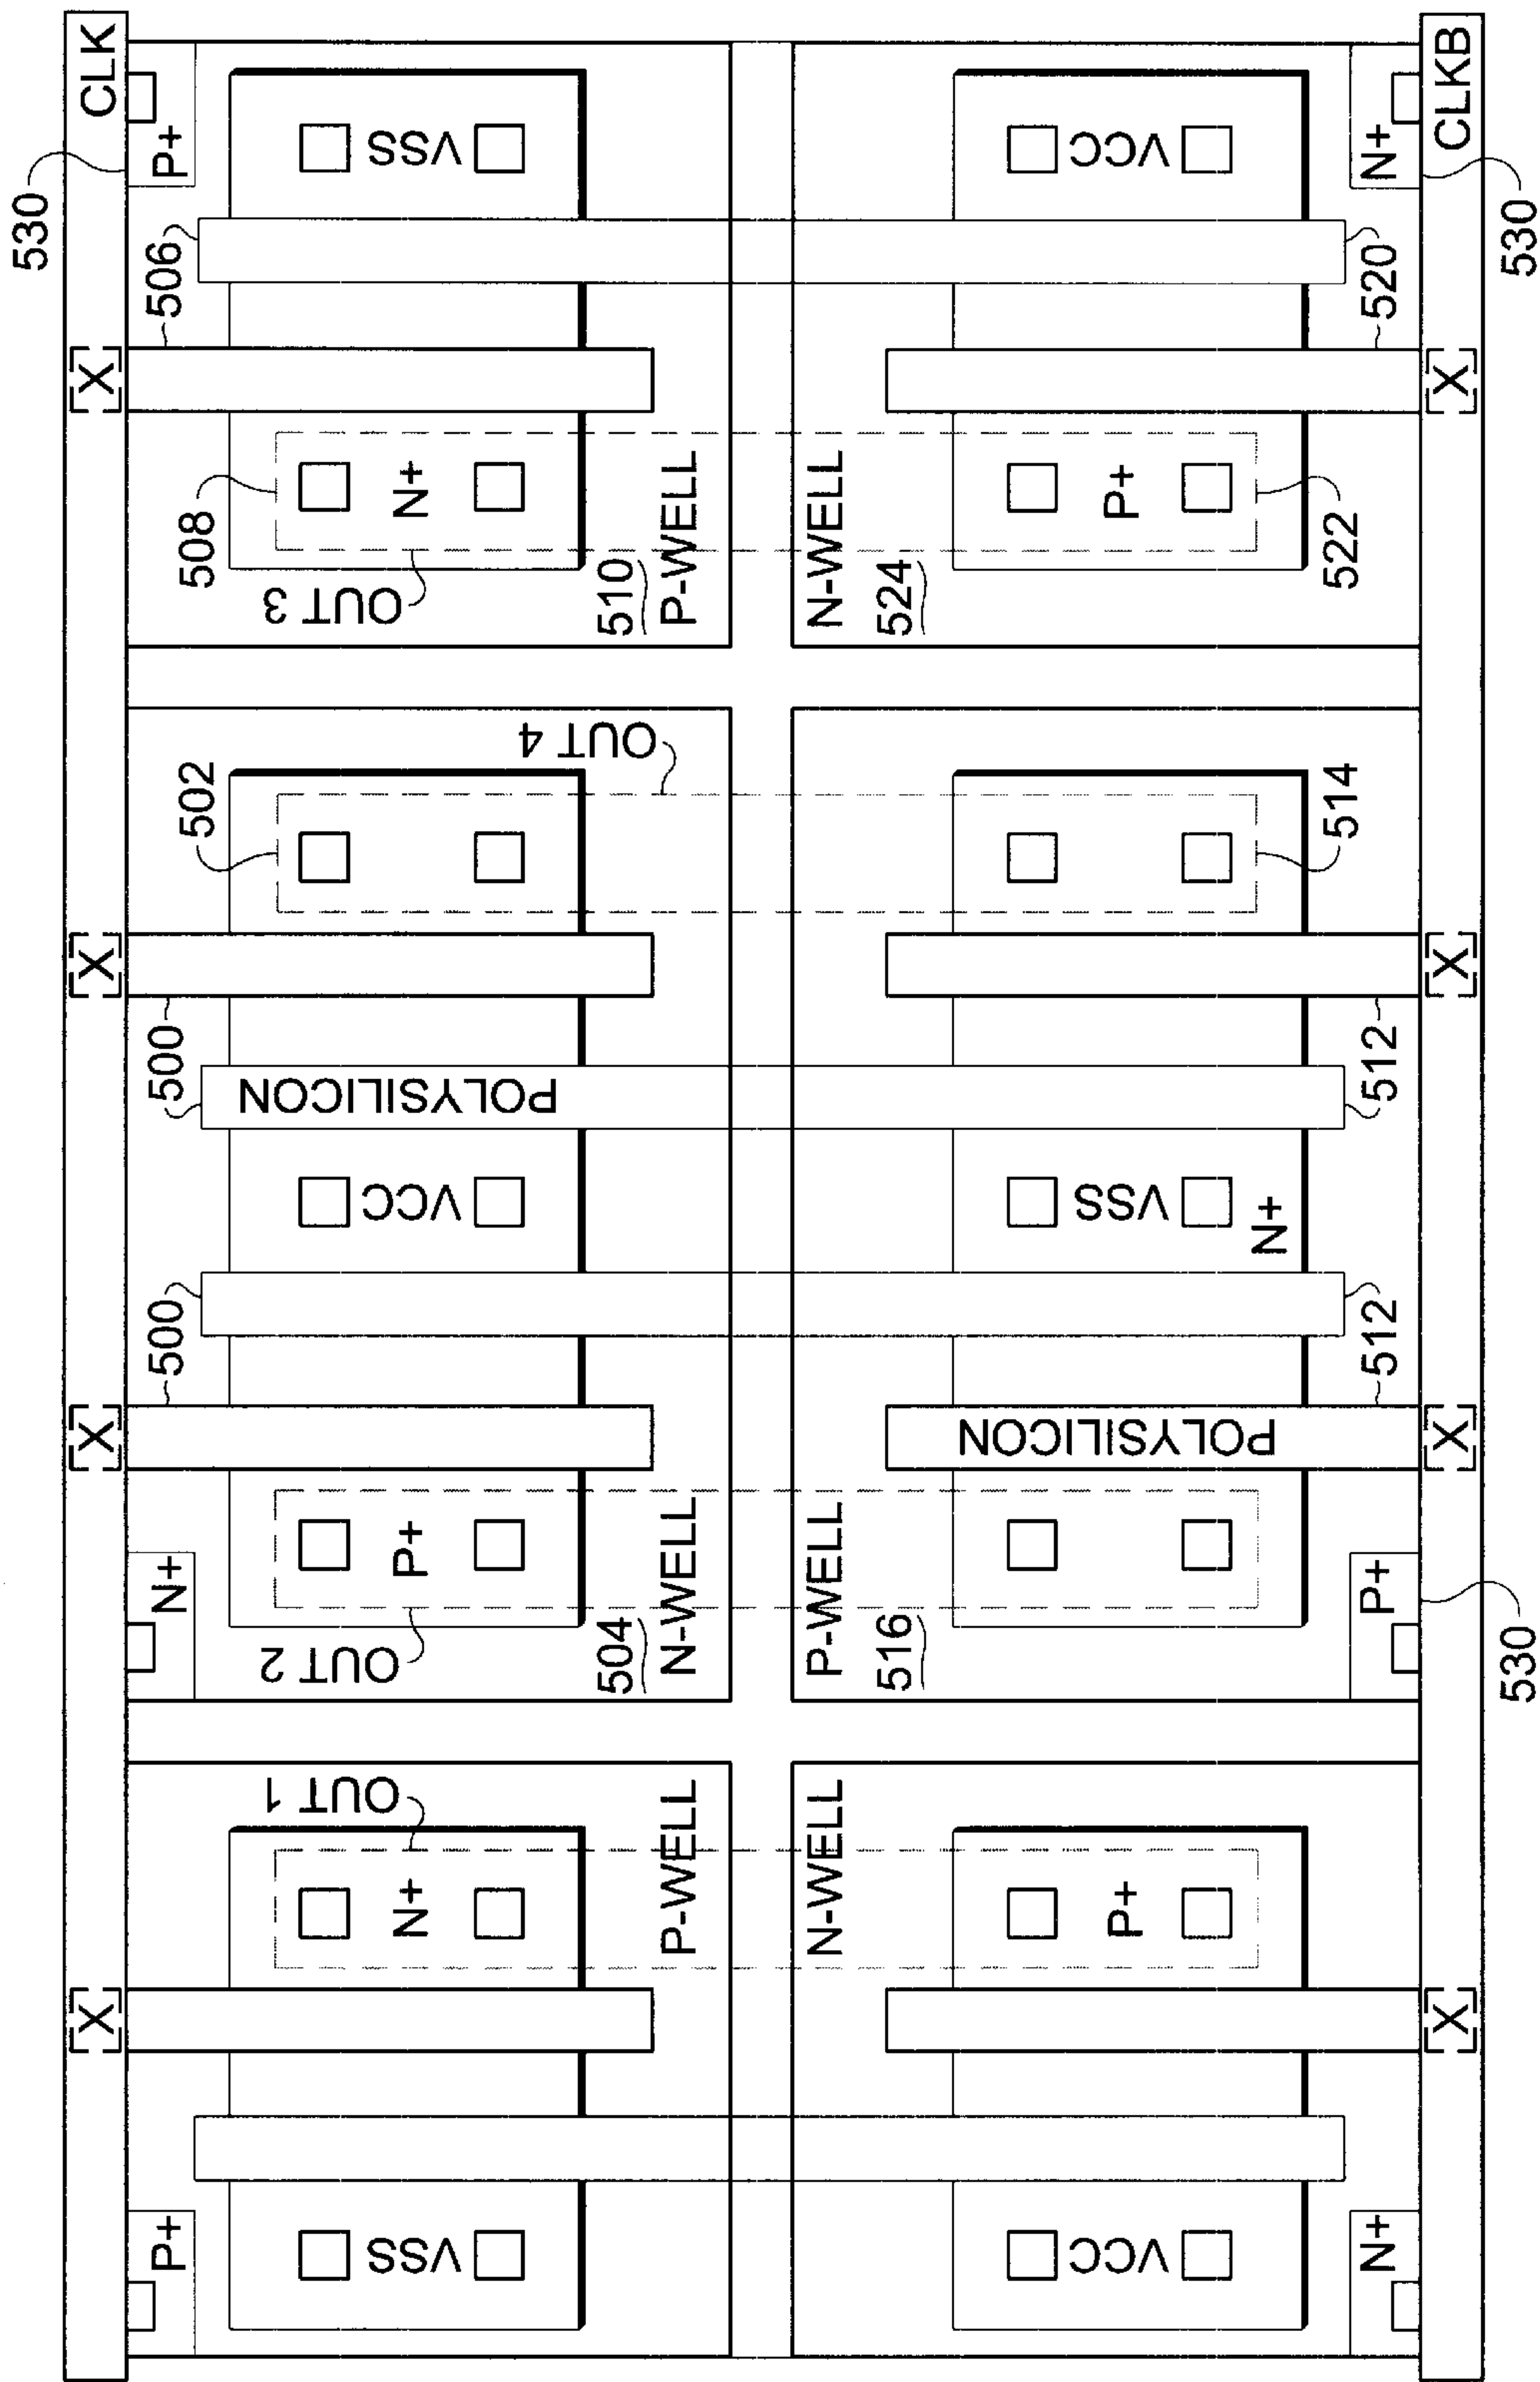 530
CLK
P+
VSS
506
X
N+
508
OUT 3
510
P-WELL
VCC
N+
CLKB
530
520
X
P+
N-WELL
524
522
OUT 4
502
X
500
POLYSILICON
VCC
500
X
P+
N+
OUT 2
504
N-WELL
514
X
512
VSS
N+
512
POLYSILICON
X
P-WELL
516
P+
530
OUT 1
N+
P-WELL
X
P+
VSS
N-WELL
P+
X
VCC
N+